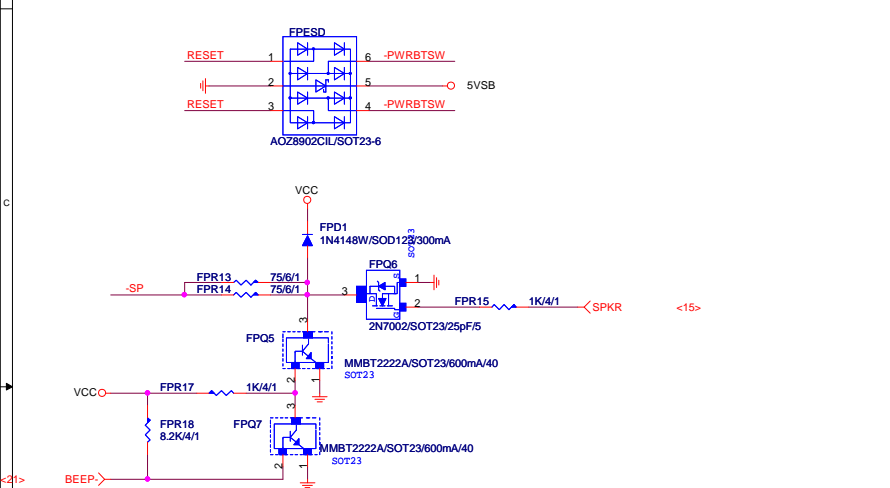 FPESD
RESET 1 6 -PWRBTSW
2 5 5VSB
RESET 3 4 -PWRBTSW
AOZ8902CIL/SOT23-6
VCC
C
FPD1
1N4148W/SOD123/300mA
SOT23
FPQ6
FPR13 75/6/1
-SP FPR14 75/6/1
3 D S G 1
2 FPR15 1K/4/1 SPKR <15>
2N7002/SOT23/25pF/5
3
FPQ5
MMBT2222A/SOT23/600mA/40
SOT23
2 1
VCC FPR17 1K/4/1
3
FPR18
8.2K/4/1
FPQ7
MMBT2222A/SOT23/600mA/40
SOT23
2 1
<21> BEEP-